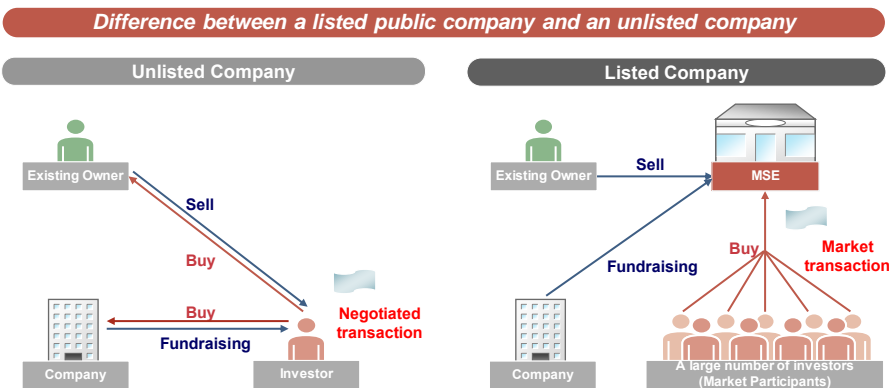 Difference between a listed public company and an unlisted company
Unlisted Company
Existing Owner
Sell
Buy
Buy
Fundraising
Negotiated
transaction
Company
Investor
Listed Company
Existing Owner
Sell
MSE
Fundraising
Buy
Market
transaction
Company
A large number of investors
(Market Participants)